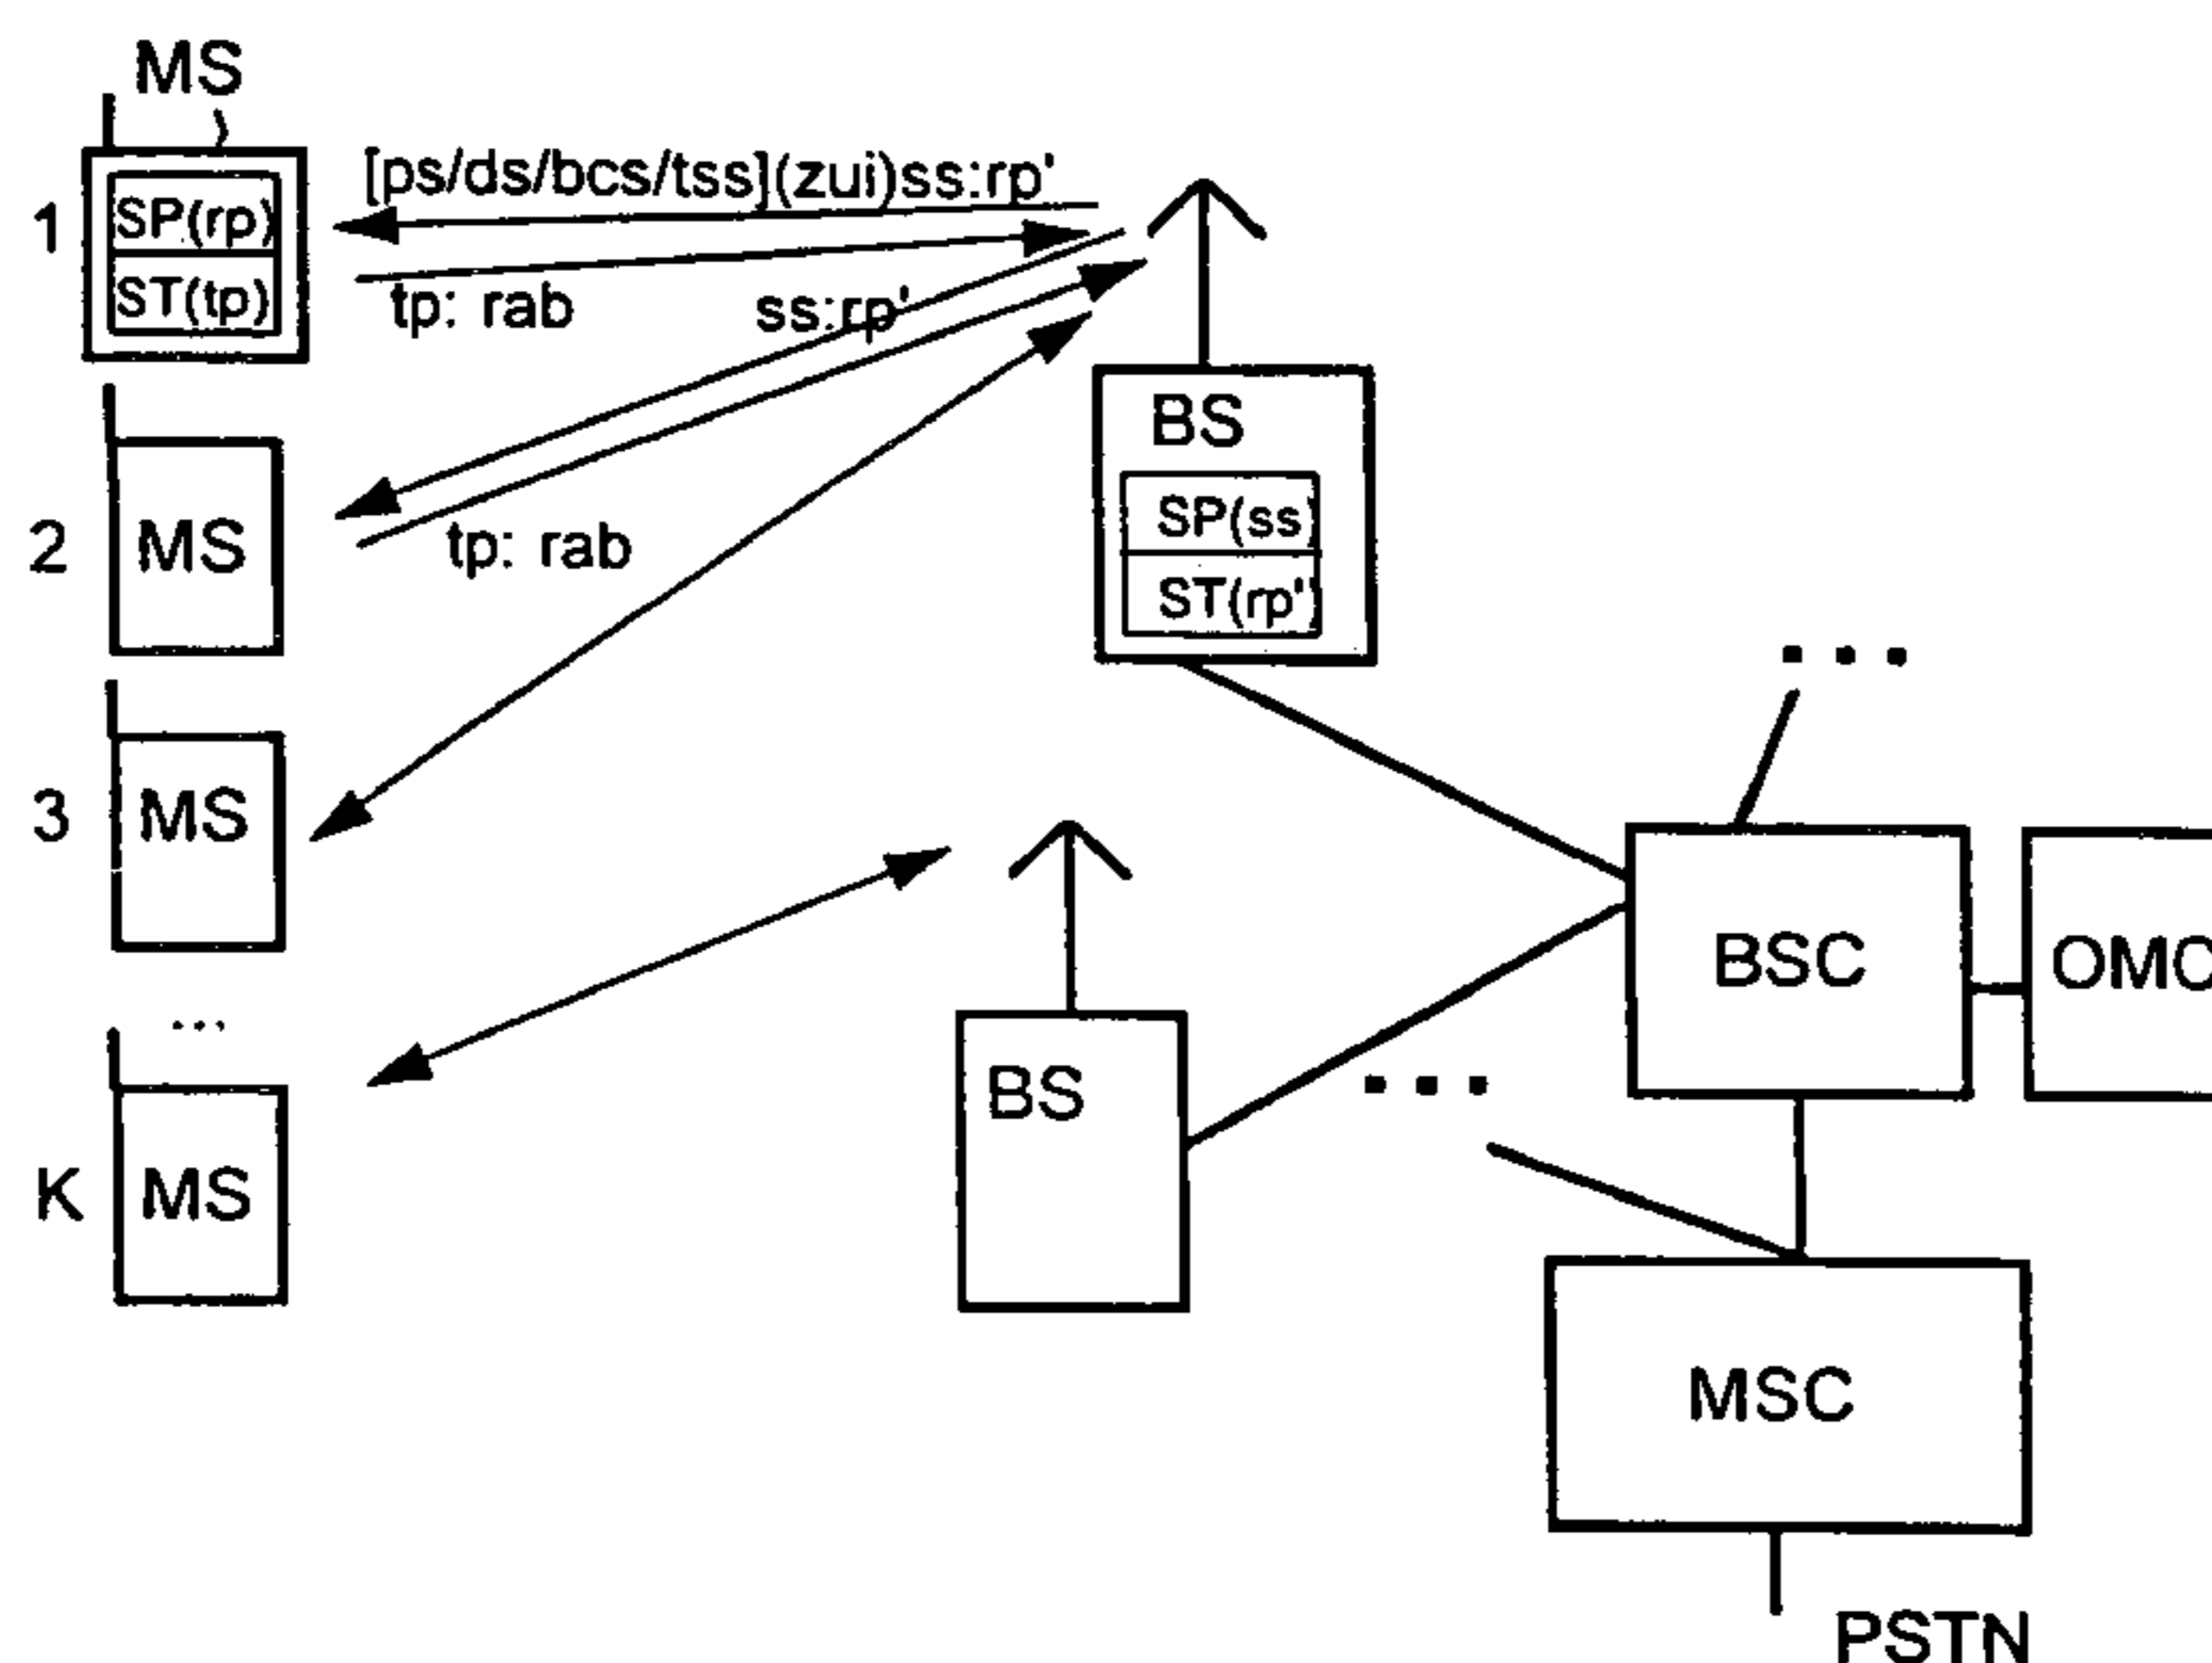 MS
[ps/ds/bcs/tss](zui)ss:rp'
1
SP(rp)
ST(tp)
tp: rab
ss:rp'
BS
SP(ss)
ST(rp')
2
MS
tp: rab
3
MS
...
BSC
OMC
...
BS
...
K
MS
MSC
PSTN